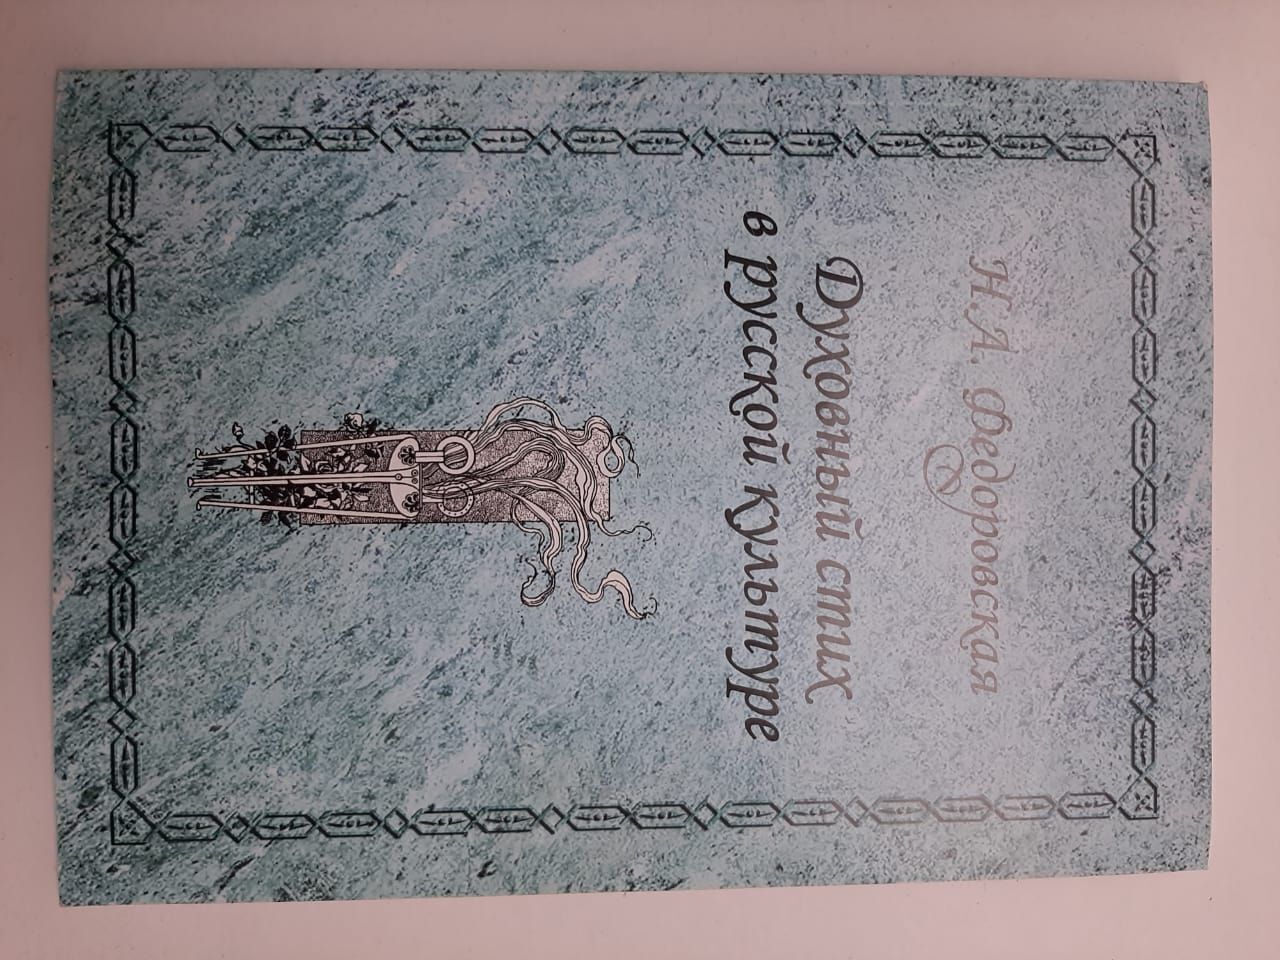 Н.А. Федоровская
Духовный стих
в русской культуре